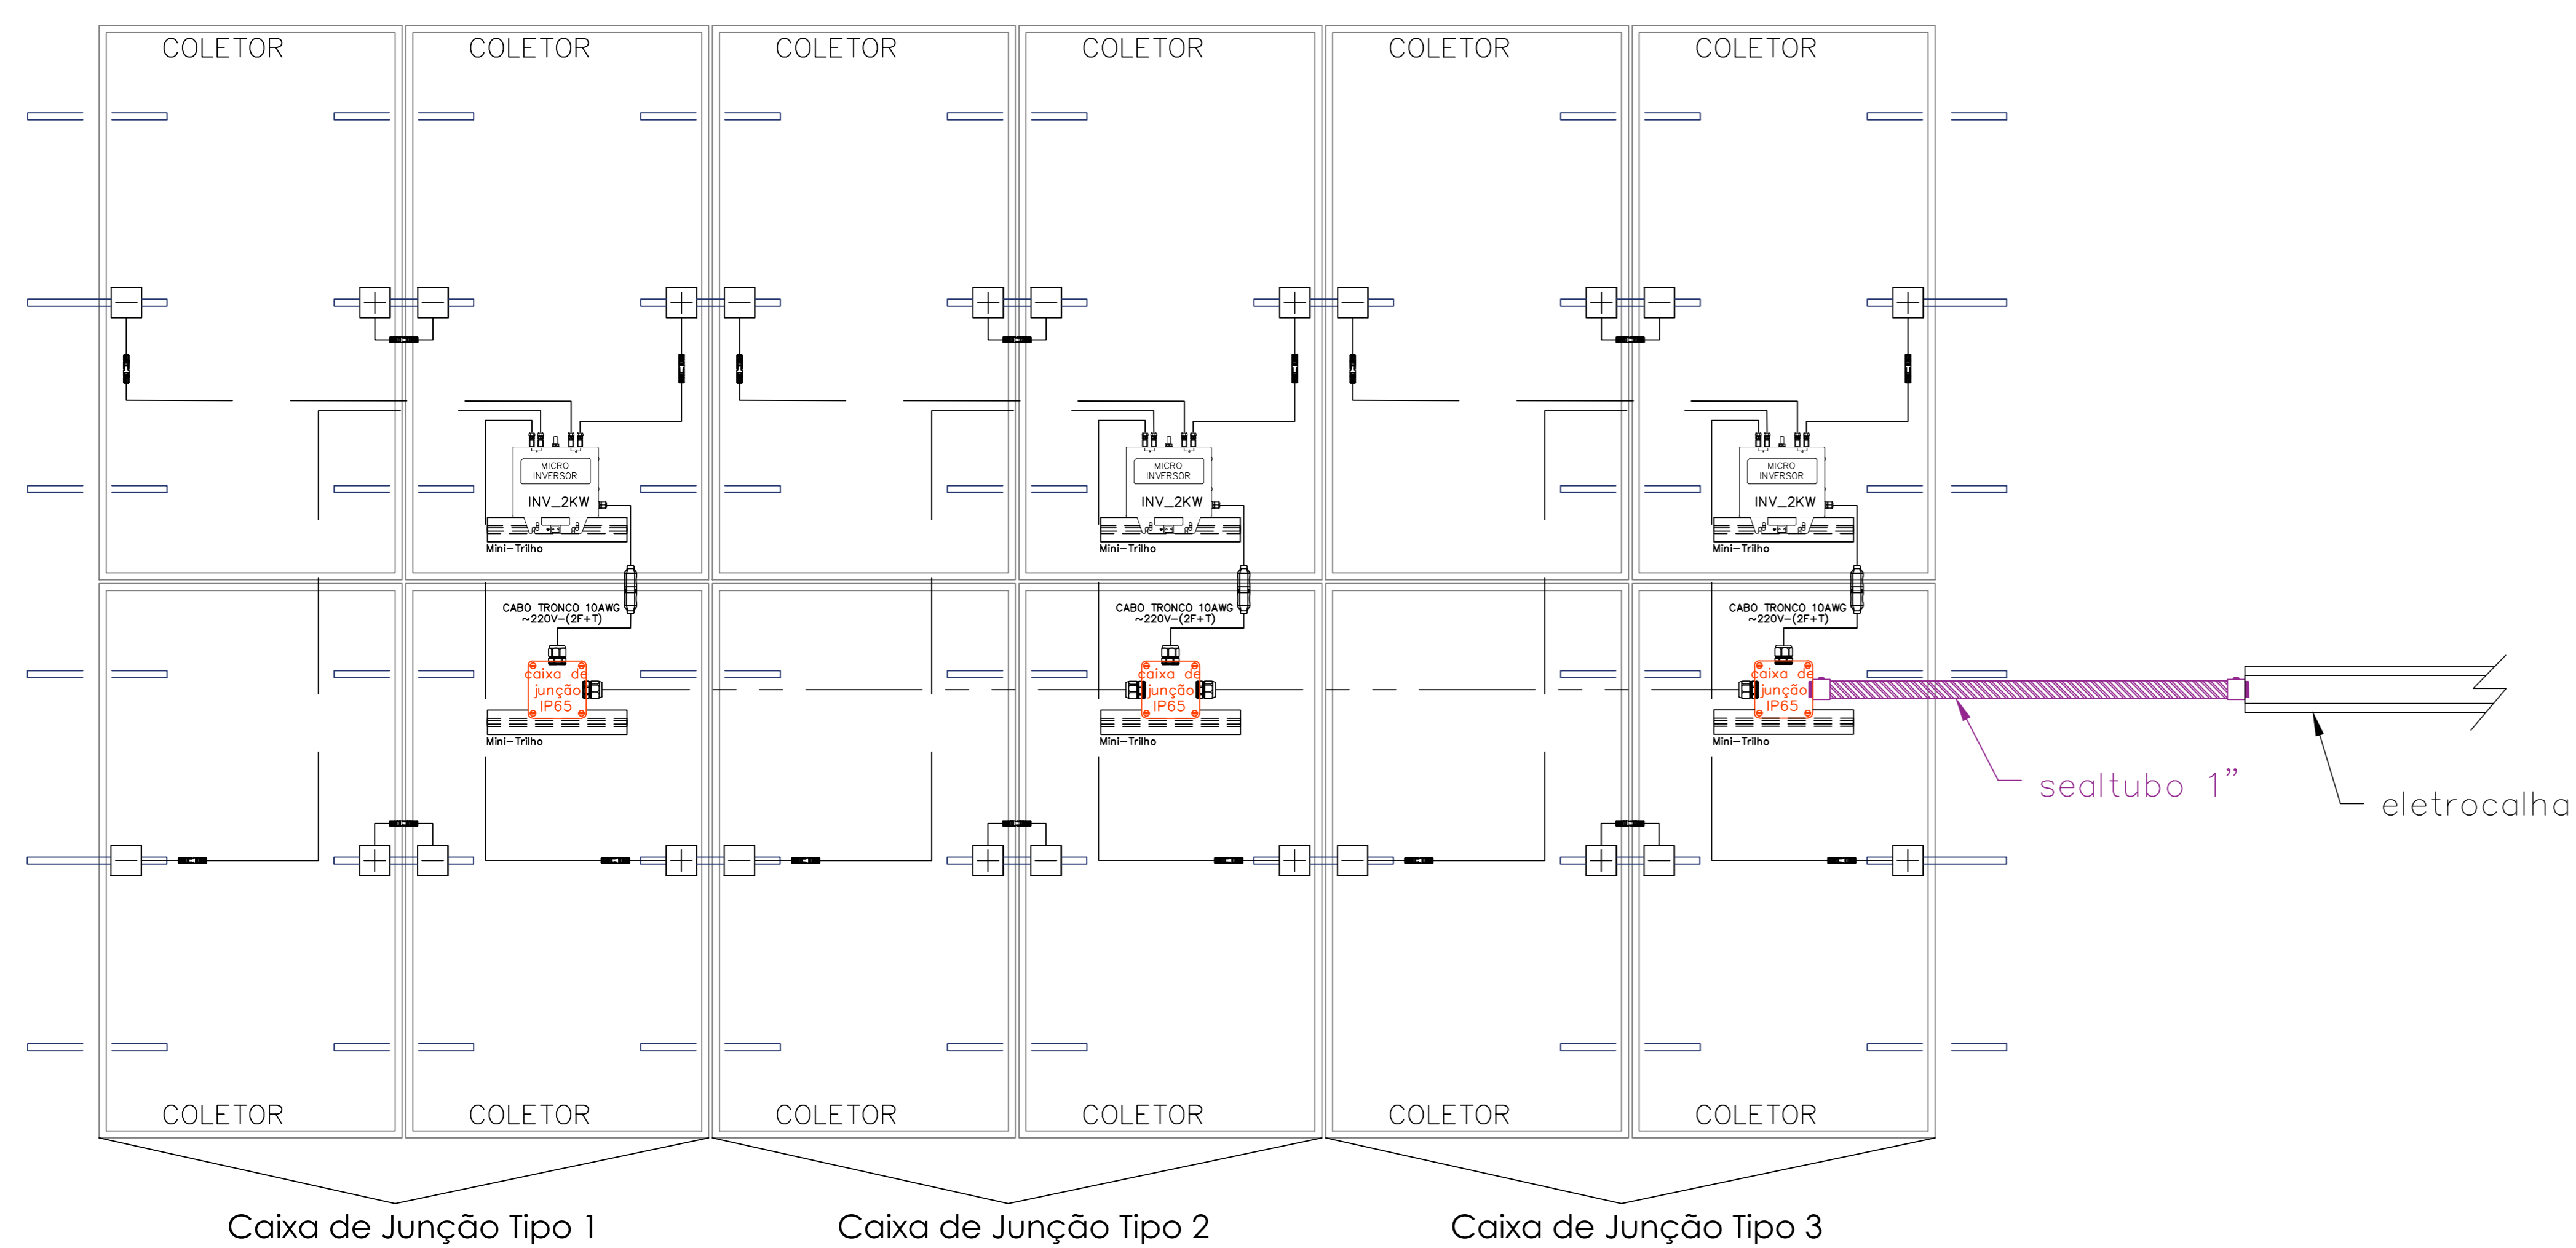 COLETOR
COLETOR
COLETOR
COLETOR
COLETOR
COLETOR
MICRO
INVERSOR
INV_2KW
Mini-Trilho
MICRO
INVERSOR
INV_2KW
Mini-Trilho
MICRO
INVERSOR
INV_2KW
Mini-Trilho
CABO TRONCO 10AWG
~220V-(2F+T)
CABO TRONCO 10AWG
~220V-(2F+T)
CABO TRONCO 10AWG
~220V-(2F+T)
caixa de
junção
IP65
Mini-Trilho
caixa de
junção
IP65
Mini-Trilho
caixa de
junção
IP65
Mini-Trilho
sealtubo 1”
eletrocalha
COLETOR
COLETOR
COLETOR
COLETOR
COLETOR
COLETOR
Caixa de Junção Tipo 1
Caixa de Junção Tipo 2
Caixa de Junção Tipo 3